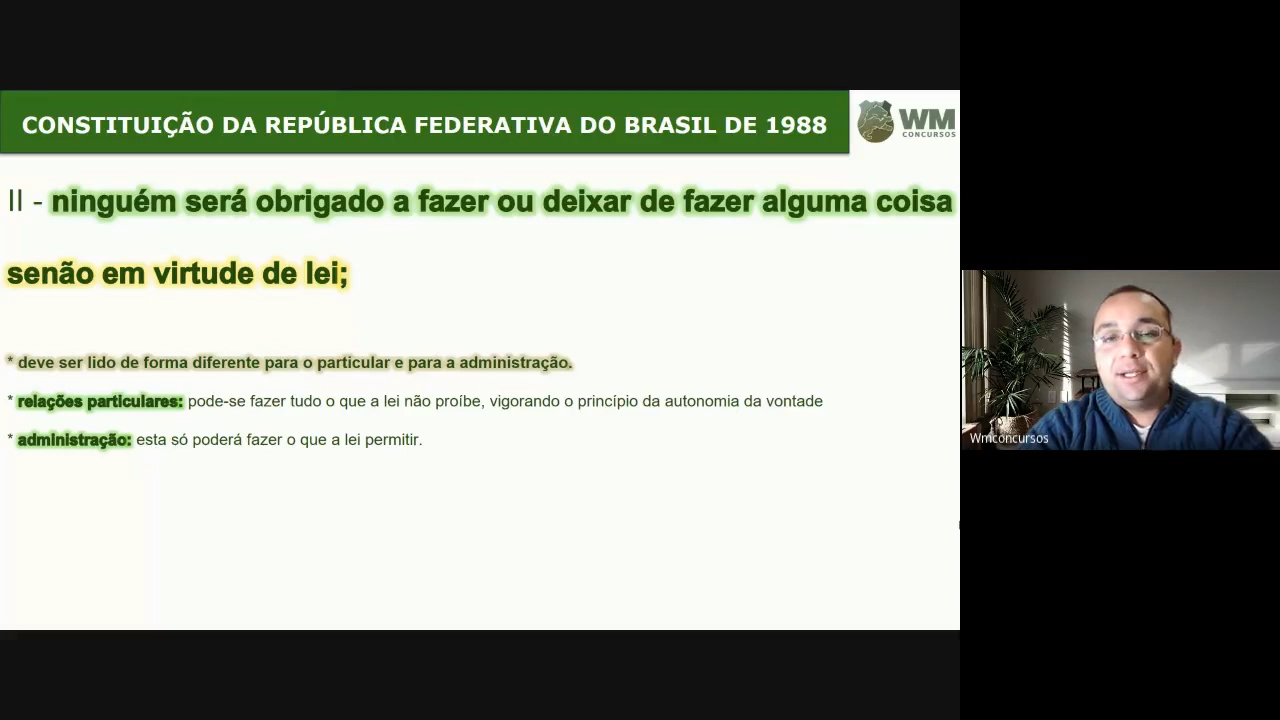 CONSTITUIÇÃO DA REPÚBLICA FEDERATIVA DO BRASIL DE 1988
WM
CONCURSOS
II - ninguém será obrigado a fazer ou deixar de fazer alguma coisa
senão em virtude de lei;
* deve ser lido de forma diferente para o particular e para a administração.
* relações particulares: pode-se fazer tudo o que a lei não proíbe, vigorando o princípio da autonomia da vontade
* administração: esta só poderá fazer o que a lei permitir.
Wmconcursos